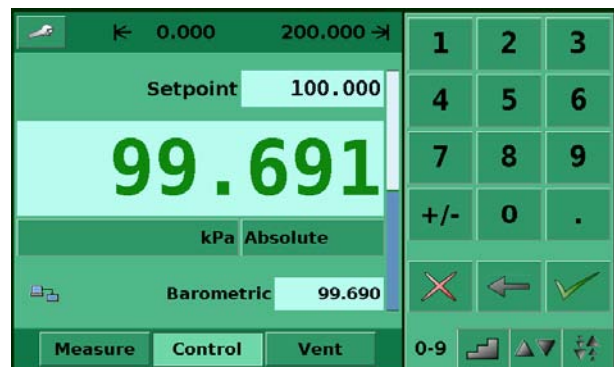 0.000 200.000
Setpoint 100.000
99.691
kPa Absolute
Barometric 99.690
Measure Control Vent
1 2 3
4 5 6
7 8 9
+/- 0 .
0-9